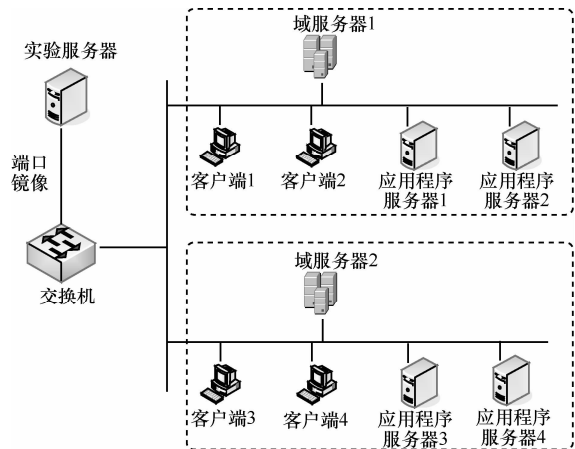 域服务器1
实验服务器
端口
镜像
客户端1
客户端2
应用程序
服务器1
应用程序
服务器2
交换机
域服务器2
客户端3
客户端4
应用程序
服务器3
应用程序
服务器4